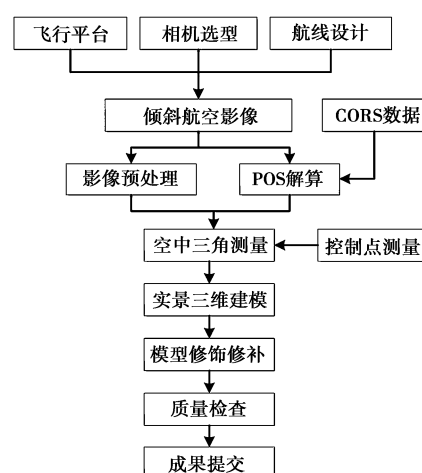 飞行平台
相机选型
航线设计
倾斜航空影像
CORS数据
影像预处理
POS解算
空中三角测量
控制点测量
实景三维建模
模型修饰修补
质量检查
成果提交